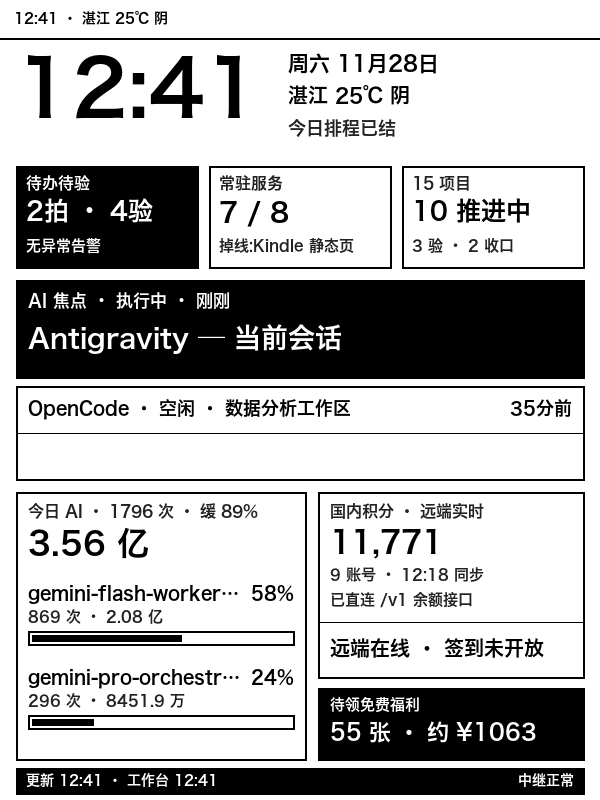 12:41 · 湛江 25℃ 阴
12:41
周六 11月28日
湛江 25℃ 阴
今日排程已结
待办待验
2拍 · 4验
无异常告警
常驻服务
7 / 8
掉线:Kindle 静态页
15 项目
10 推进中
3 验 · 2 收口
AI 焦点 · 执行中 · 刚刚
Antigravity — 当前会话
OpenCode · 空闲 · 数据分析工作区 35分前
今日 AI · 1796 次 · 缓 89%
3.56 亿
gemini-flash-worker… 58%
869 次 · 2.08 亿
gemini-pro-orchestr… 24%
296 次 · 8451.9 万
国内积分 · 远端实时
11,771
9 账号 · 12:18 同步
已直连 /v1 余额接口
远端在线 · 签到未开放
待领免费福利
55 张 · 约 ¥1063
更新 12:41 · 工作台 12:41 中继正常